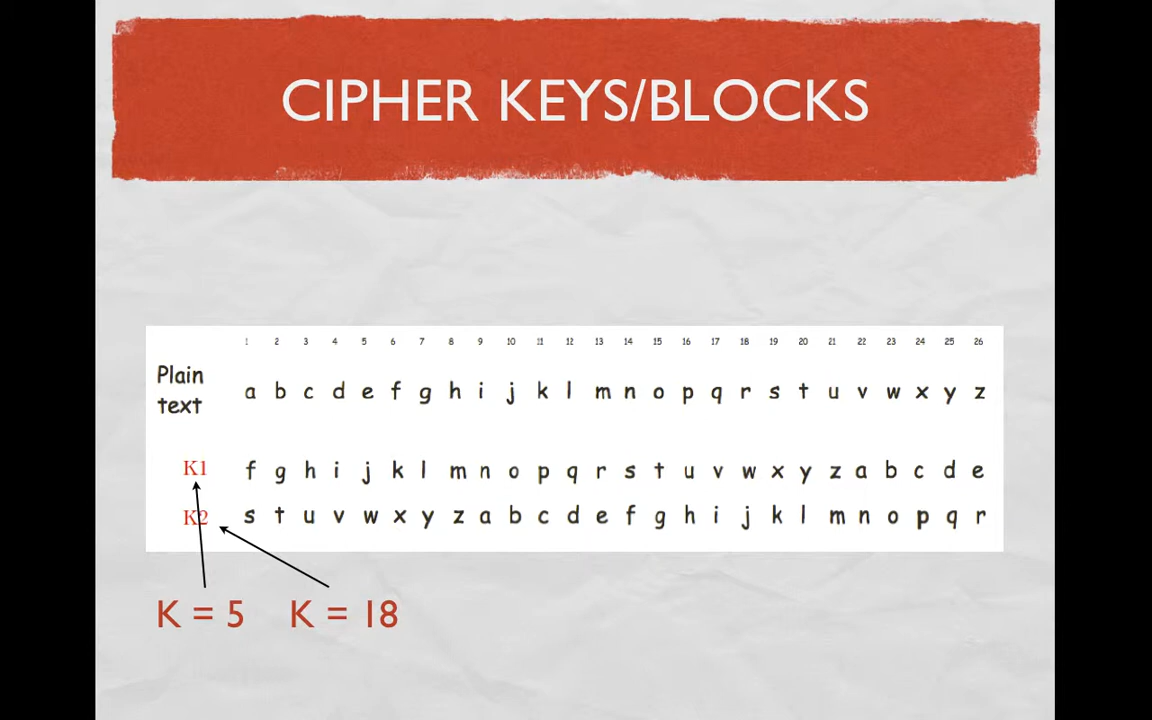 CIPHER KEYS/BLOCKS
1 2 3 4 5 6 7 8 9 10 11 12 13 14 15 16 17 18 19 20 21 22 23 24 25 26
Plain
text
a b c d e f g h i j k l m n o p q r s t u v w x y z
K1 f g h i j k l m n o p q r s t u v w x y z a b c d e
K2 s t u v w x y z a b c d e f g h i j k l m n o p q r
K = 5 K = 18